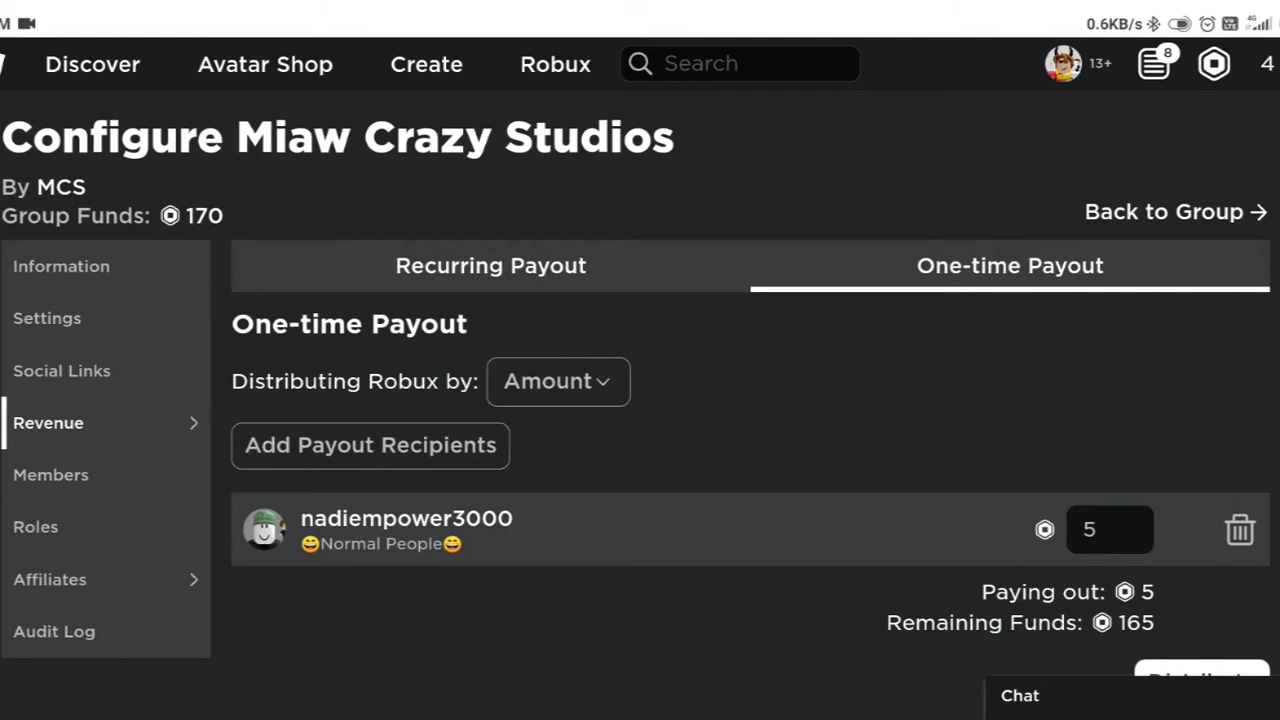 M
0.6KB/s
4G
Discover Avatar Shop Create Robux Search 13+ 8 4
Configure Miaw Crazy Studios
By MCS
Group Funds: 170
Back to Group →
Information
Settings
Social Links
Revenue
Members
Roles
Affiliates
Audit Log
Recurring Payout One-time Payout
One-time Payout
Distributing Robux by: Amount
Add Payout Recipients
nadiempower3000
😄Normal People😄
5
Paying out: 5
Remaining Funds: 165
Chat